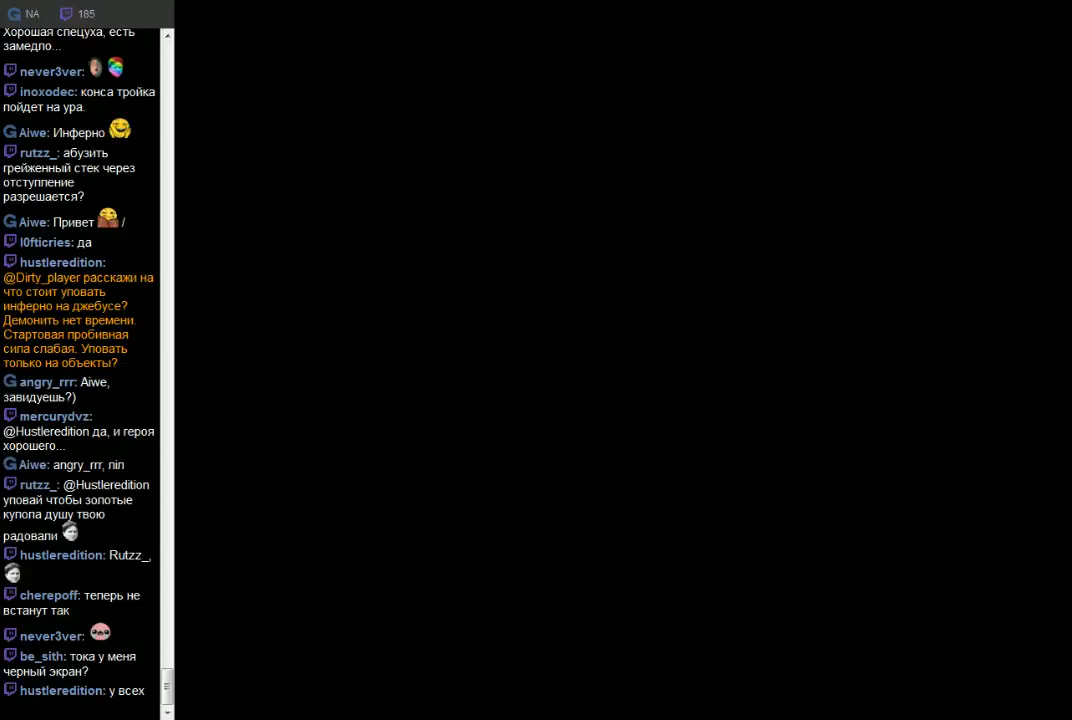 NA 185
Хорошая спецуха, есть
замедло...
never3ver:
inoxodec: конса тройка
пойдет на ура.
Aiwe: Инферно
rutzz_: абузить
грейженный стек через
отступление
разрешается?
Aiwe: Привет /
l0fticries: да
hustleredition:
@Dirty_player расскажи на
что стоит уповать
инферно на джебусе?
Демонить нет времени.
Стартовая пробивная
сила слабая. Уповать
только на объекты?
angry_rrr: Aiwe,
завидуешь?)
mercurydvz:
@Hustleredition да, и героя
хорошего...
Aiwe: angry_rrr, піп
rutzz_: @Hustleredition
уповай чтобы золотые
купола душу твою
радовали
hustleredition: Rutzz_,
cherepoff: теперь не
встанут так
never3ver:
be_sith: тока у меня
черный экран?
hustleredition: у всех